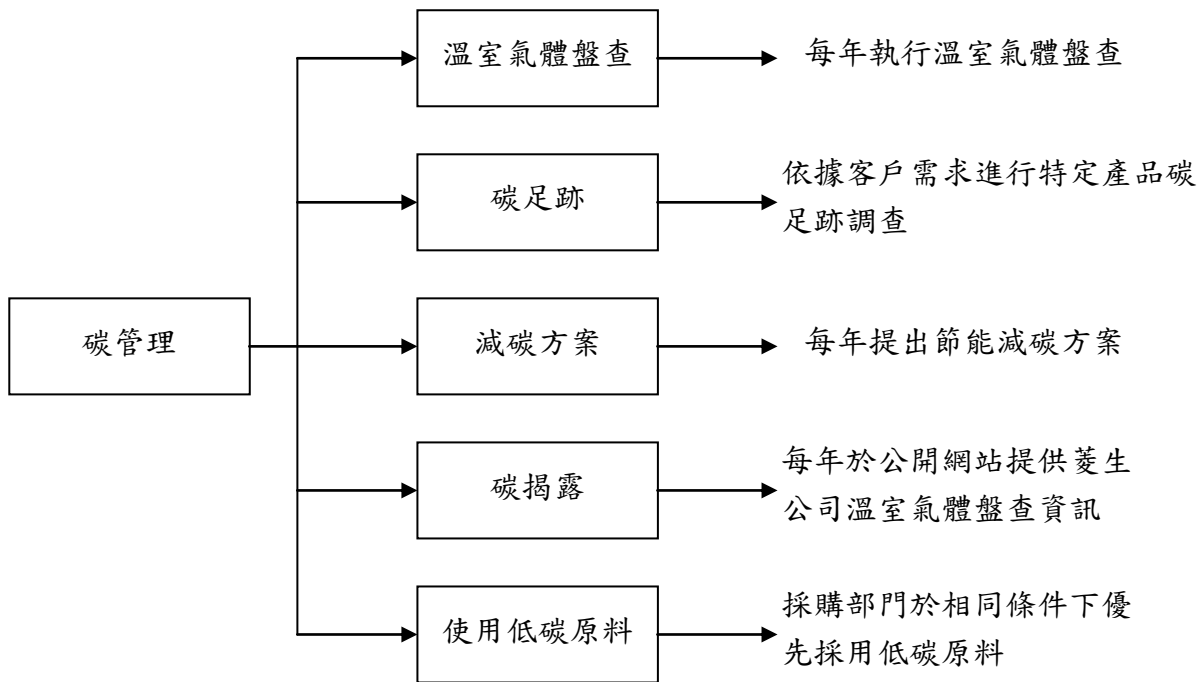 溫室氣體盤查
每年執行溫室氣體盤查
碳足跡
依據客戶需求進行特定產品碳
足跡調查
碳管理
減碳方案
每年提出節能減碳方案
碳揭露
每年於公開網站提供菱生
公司溫室氣體盤查資訊
使用低碳原料
採購部門於相同條件下優
先採用低碳原料